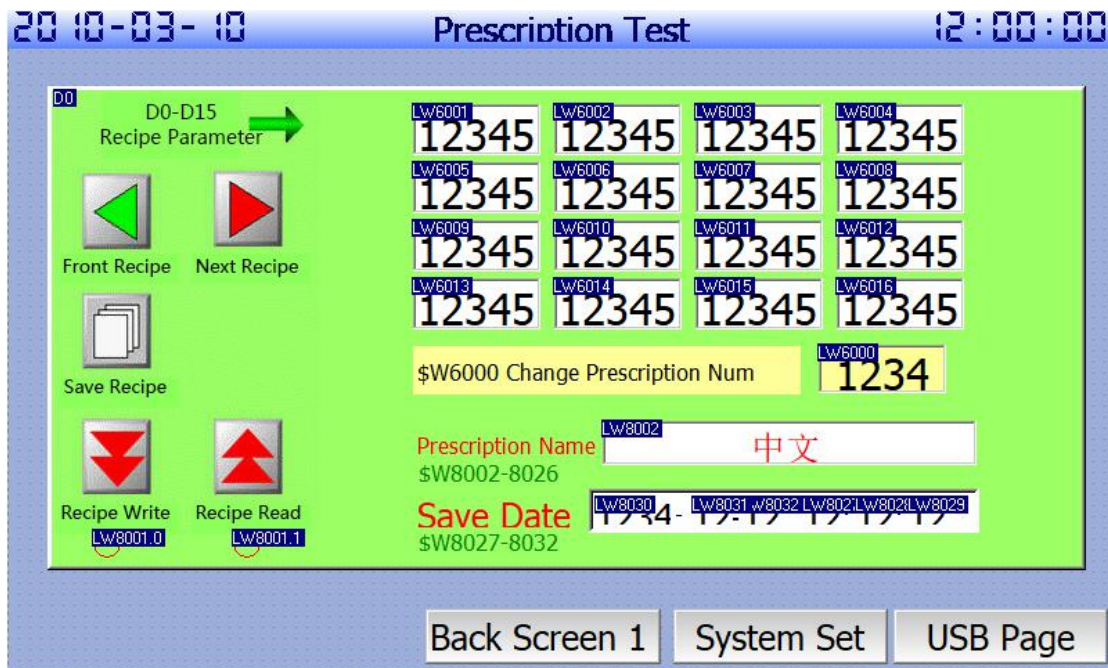 2010-03-10 Prescription Test 12:00:00
D0
D0-D15
Recipe Parameter
LW6001 LW6002 LW6003 LW6004
12345 12345 12345 12345
LW6005 LW6006 LW6007 LW6008
12345 12345 12345 12345
LW6009 LW6010 LW6011 LW6012
12345 12345 12345 12345
LW6013 LW6014 LW6015 LW6016
12345 12345 12345 12345
Front Recipe Next Recipe
Save Recipe
$W6000 Change Prescription Num
LW6000
1234
Prescription Name
LW8002
中文
$W8002-8026
Recipe Write Recipe Read
LW8001.0 LW8001.1
Save Date
LW8030 LW8031
LW8029
$W8027-8032
Back Screen 1 System Set USB Page